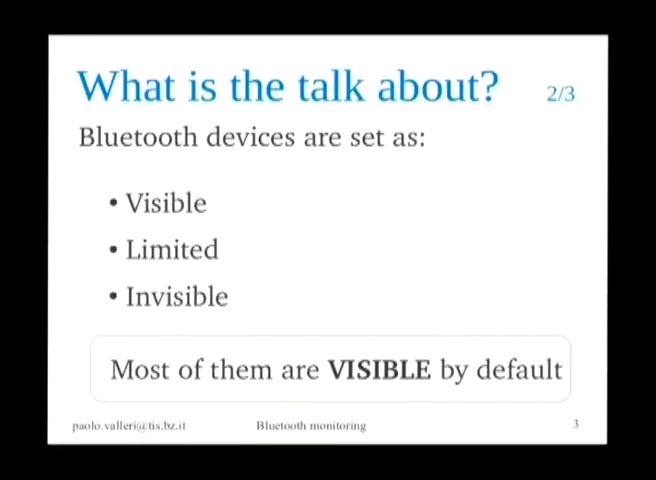 What is the talk about? 2/3
Bluetooth devices are set as:
• Visible
• Limited
• Invisible
Most of them are VISIBLE by default
paolo.valleri@tis.bz.it Bluetooth monitoring 3